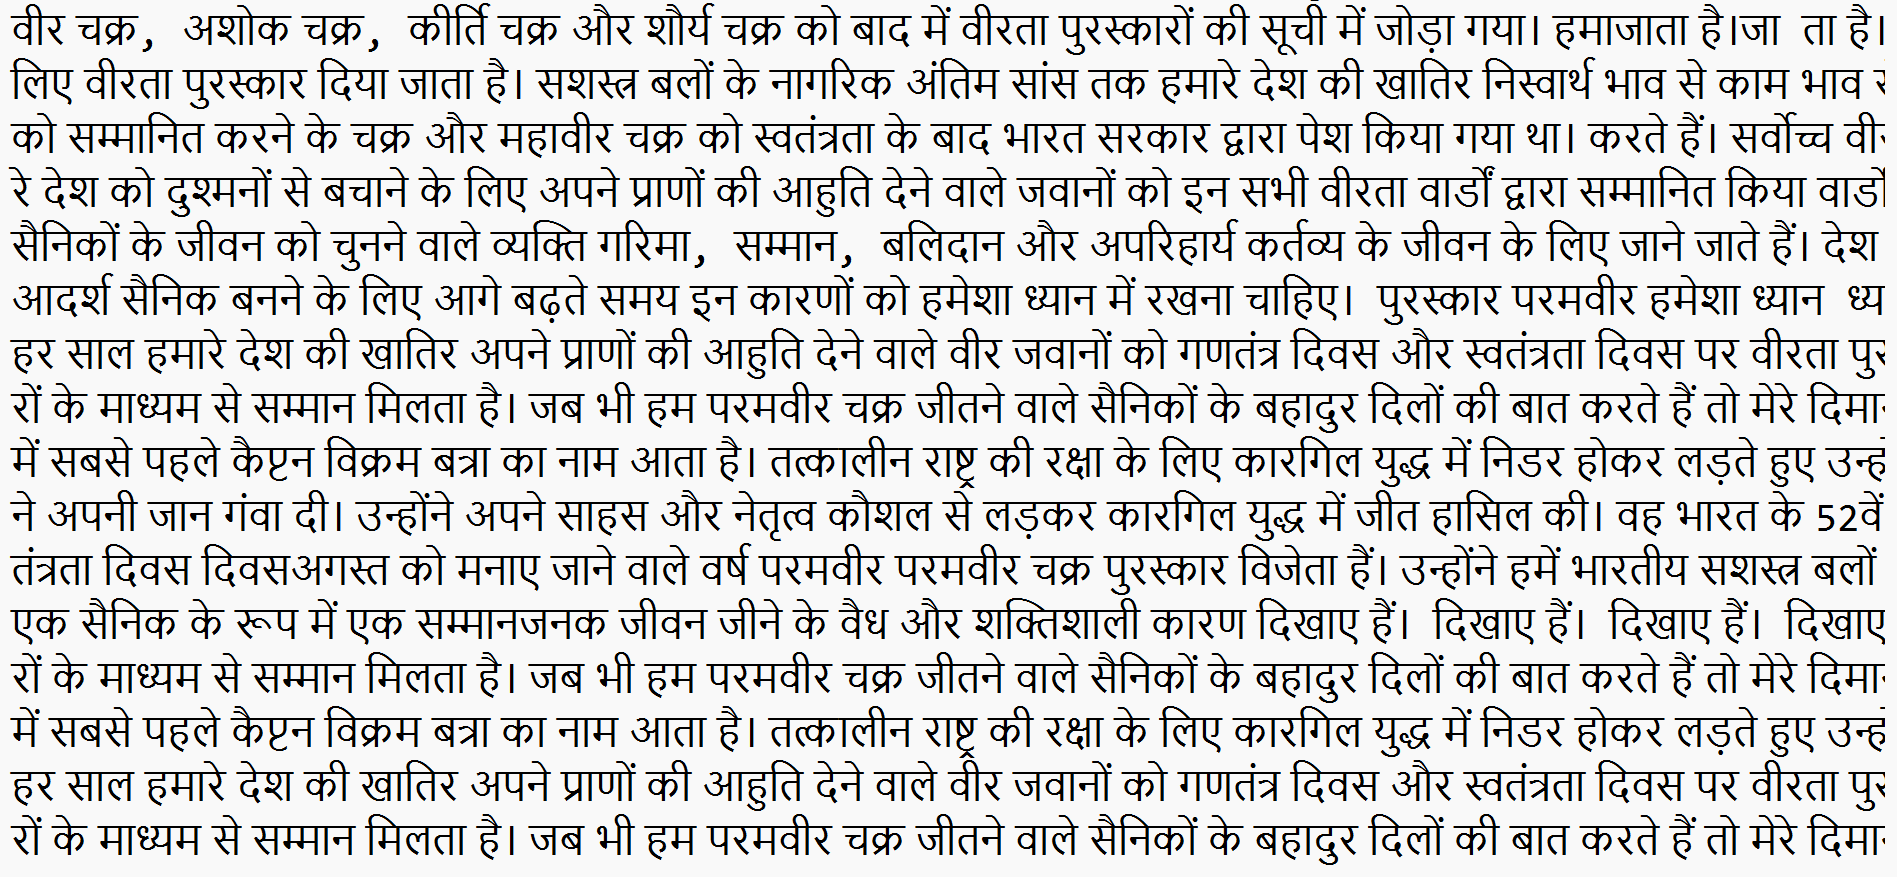 वीर चक्र, अशोक चक्र, कीर्ति चक्र और शौर्य चक्र को बाद में वीरता पुरस्कारों की सूची में जोड़ा गया। हमाजाता है।जा ता है।
लिए वीरता पुरस्कार दिया जाता है। सशस्त्र बलों के नागरिक अंतिम सांस तक हमारे देश की खातिर निस्वार्थ भाव से काम भाव
को सम्मानित करने के चक्र और महावीर चक्र को स्वतंत्रता के बाद भारत सरकार द्वारा पेश किया गया था। करते हैं। सर्वोच्च
रे देश को दुश्मनों से बचाने के लिए अपने प्राणों की आहुति देने वाले जवानों को इन सभी वीरता वार्डों द्वारा सम्मानित किया
सैनिकों के जीवन को चुनने वाले व्यक्ति गरिमा, सम्मान, बलिदान और अपरिहार्य कर्तव्य के जीवन के लिए जाने जाते हैं। देश
आदर्श सैनिक बनने के लिए आगे बढ़ते समय इन कारणों को हमेशा ध्यान में रखना चाहिए। पुरस्कार परमवीर हमेशा ध्यान ध्य
हर साल हमारे देश की खातिर अपने प्राणों की आहुति देने वाले वीर जवानों को गणतंत्र दिवस और स्वतंत्रता दिवस पर वीरता
रों के माध्यम से सम्मान मिलता है। जब भी हम परमवीर चक्र जीतने वाले सैनिकों के बहादुर दिलों की बात करते हैं तो मेरे
में सबसे पहले कैप्टन विक्रम बत्रा का नाम आता है। तत्कालीन राष्ट्र की रक्षा के लिए कारगिल युद्ध में निडर होकर लड़ते हुए
ने अपनी जान गंवा दी। उन्होंने अपने साहस और नेतृत्व कौशल से लड़कर कारगिल युद्ध में जीत हासिल की। वह भारत के 52वें
तंत्रता दिवस दिवसअगस्त को मनाए जाने वाले वर्ष परमवीर परमवीर चक्र पुरस्कार विजेता हैं। उन्होंने हमें भारतीय सशस्त्र बलों
एक सैनिक के रूप में एक सम्मानजनक जीवन जीने के वैध और शक्तिशाली कारण दिखाए हैं। दिखाए हैं। दिखाए हैं। दिखाए
रों के माध्यम से सम्मान मिलता है। जब भी हम परमवीर चक्र जीतने वाले सैनिकों के बहादुर दिलों की बात करते हैं तो मेरे
में सबसे पहले कैप्टन विक्रम बत्रा का नाम आता है। तत्कालीन राष्ट्र की रक्षा के लिए कारगिल युद्ध में निडर होकर लड़ते हुए
हर साल हमारे देश की खातिर अपने प्राणों की आहुति देने वाले वीर जवानों को गणतंत्र दिवस और स्वतंत्रता दिवस पर वीरता
रों के माध्यम से सम्मान मिलता है। जब भी हम परमवीर चक्र जीतने वाले सैनिकों के बहादुर दिलों की बात करते हैं तो मेरे